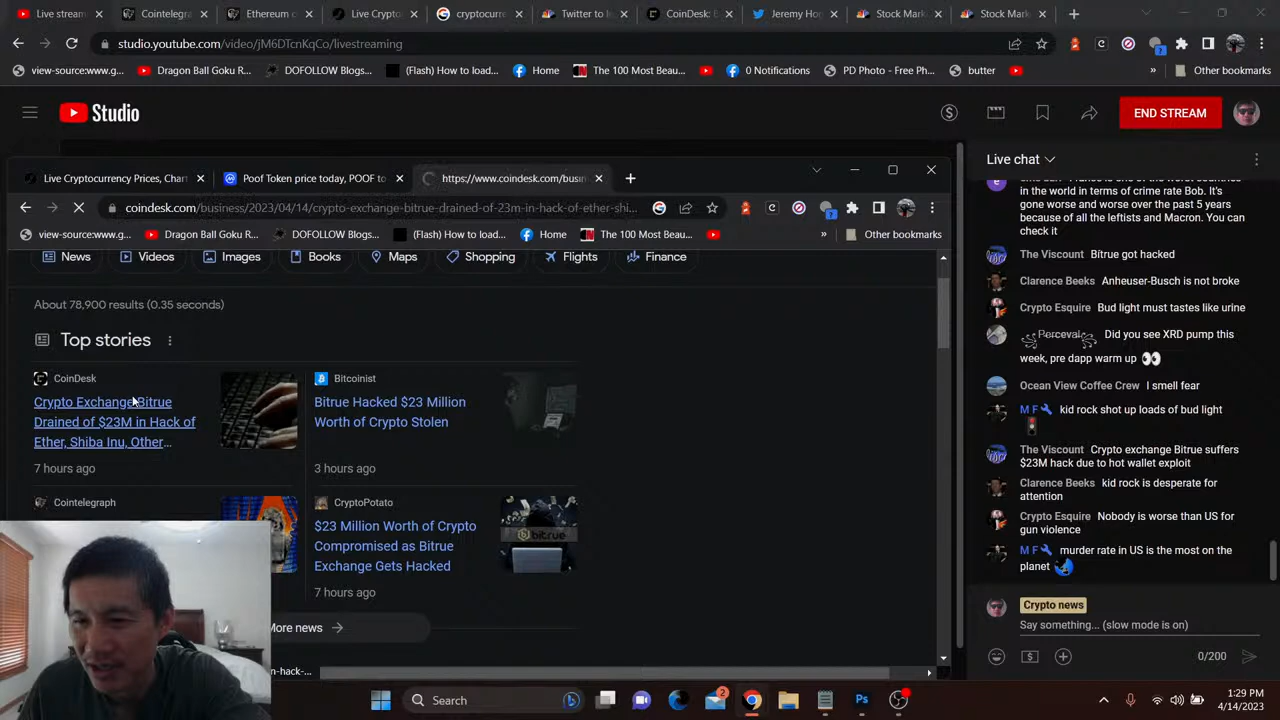 Live stream
Cointelegra
Ethereum c
Live Crypto
cryptocurre
Twitter to l
CoinDesk: B
Jeremy Hog
Stock Mark
Stock Mark
studio.youtube.com/video/jM6DTcnKqCo/livestreaming
view-source:www.g...
Dragon Ball Goku R...
DOFOLLOW Blogs...
(Flash) How to load...
Home
The 100 Most Beau...
0 Notifications
PD Photo - Free Ph...
butter
»
Other bookmarks
Studio
END STREAM
Live Cryptocurrency Prices, Chart
Poof Token price today, POOF to
https://www.coindesk.com/busin
coindesk.com/business/2023/04/14/crypto-exchange-bitrue-drained-of-23m-in-hack-of-ether-shi...
view-source:www.g...
Dragon Ball Goku R...
DOFOLLOW Blogs...
(Flash) How to load...
Home
The 100 Most Beau...
»
Other bookmarks
News
Videos
Images
Books
Maps
Shopping
Flights
Finance
About 78,900 results (0.35 seconds)
Top stories
CoinDesk
Crypto Exchange Bitrue
Drained of $23M in Hack of
Ether, Shiba Inu, Other...
7 hours ago
Bitcoinist
Bitrue Hacked $23 Million
Worth of Crypto Stolen
3 hours ago
Cointelegraph
CryptoPotato
$23 Million Worth of Crypto
Compromised as Bitrue
Exchange Gets Hacked
7 hours ago
bitrue
More news
n-hack-...
Live chat
in the world in terms of crime rate Bob. It's
gone worse and worse over the past 5 years
because of all the leftists and Macron. You can
check it
The Viscount Bitrue got hacked
Clarence Beeks Anheuser-Busch is not broke
Crypto Esquire Bud light must tastes like urine
Perceval Did you see XRD pump this
week, pre dapp warm up
Ocean View Coffee Crew I smell fear
M F kid rock shot up loads of bud light
The Viscount Crypto exchange Bitrue suffers
$23M hack due to hot wallet exploit
Clarence Beeks kid rock is desperate for
attention
Crypto Esquire Nobody is worse than US for
gun violence
M F murder rate in US is the most on the
planet
Crypto news
Say something... (slow mode is on)
0/200
Search
2
1:29 PM
4/14/2023